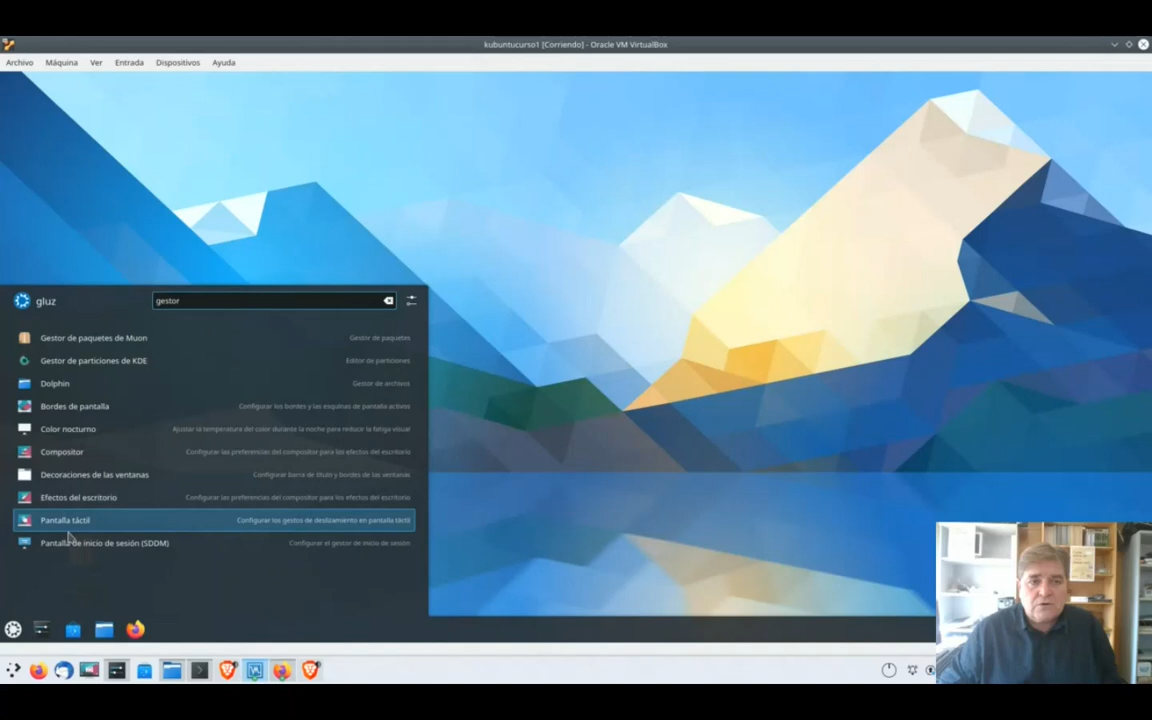 kubuntucurso1 [Corriendo] - Oracle VM VirtualBox
Archivo Máquina Ver Entrada Dispositivos Ayuda
gluz gestor
Gestor de paquetes de Muon Gestor de paquetes
Gestor de particiones de KDE Editor de particiones
Dolphin Gestor de archivos
Bordes de pantalla Configurar los bordes y las esquinas de pantalla activos
Color nocturno Ajustar la temperatura del color durante la noche para reducir la fatiga visual
Compositor Configurar las preferencias del compositor para los efectos del escritorio
Decoraciones de las ventanas Configurar barra de título y bordes de las ventanas
Efectos del escritorio Configurar las preferencias del compositor para los efectos del escritorio
Pantalla táctil Configurar los gestos de deslizamiento en pantalla táctil
Pantalla de inicio de sesión (SDDM) Configurar el gestor de inicio de sesión